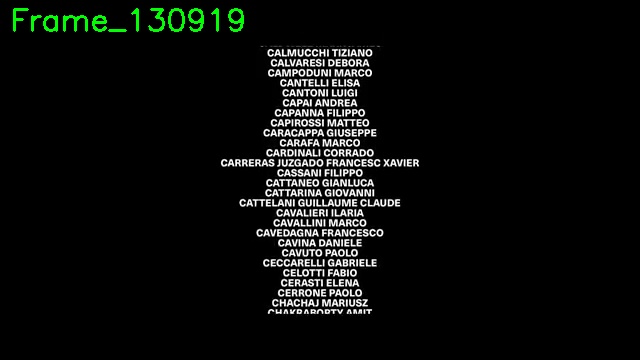 Frame_130919
CALMUCCHI TIZIANO
CALVARESI DEBORA
CAMPODUNI MARCO
CANTELLI ELISA
CANTONI LUIGI
CAPAI ANDREA
CAPANNA FILIPPO
CAPIROSSI MATTEO
CARACAPPA GIUSEPPE
CARAFA MARCO
CARDINALI CORRADO
CARRERAS JUZGADO FRANCESC XAVIER
CASSANI FILIPPO
CATTANEO GIANLUCA
CATTARINA GIOVANNI
CATTELANI GUILLAUME CLAUDE
CAVALIERI ILARIA
CAVALLINI MARCO
CAVEDAGNA FRANCESCO
CAVINA DANIELE
CAVUTO PAOLO
CECCARELLI GABRIELE
CELOTTI FABIO
CERASTI ELENA
CERRONE PAOLO
CHACHAJ MARIUSZ
CHAKRABORTY AMIT